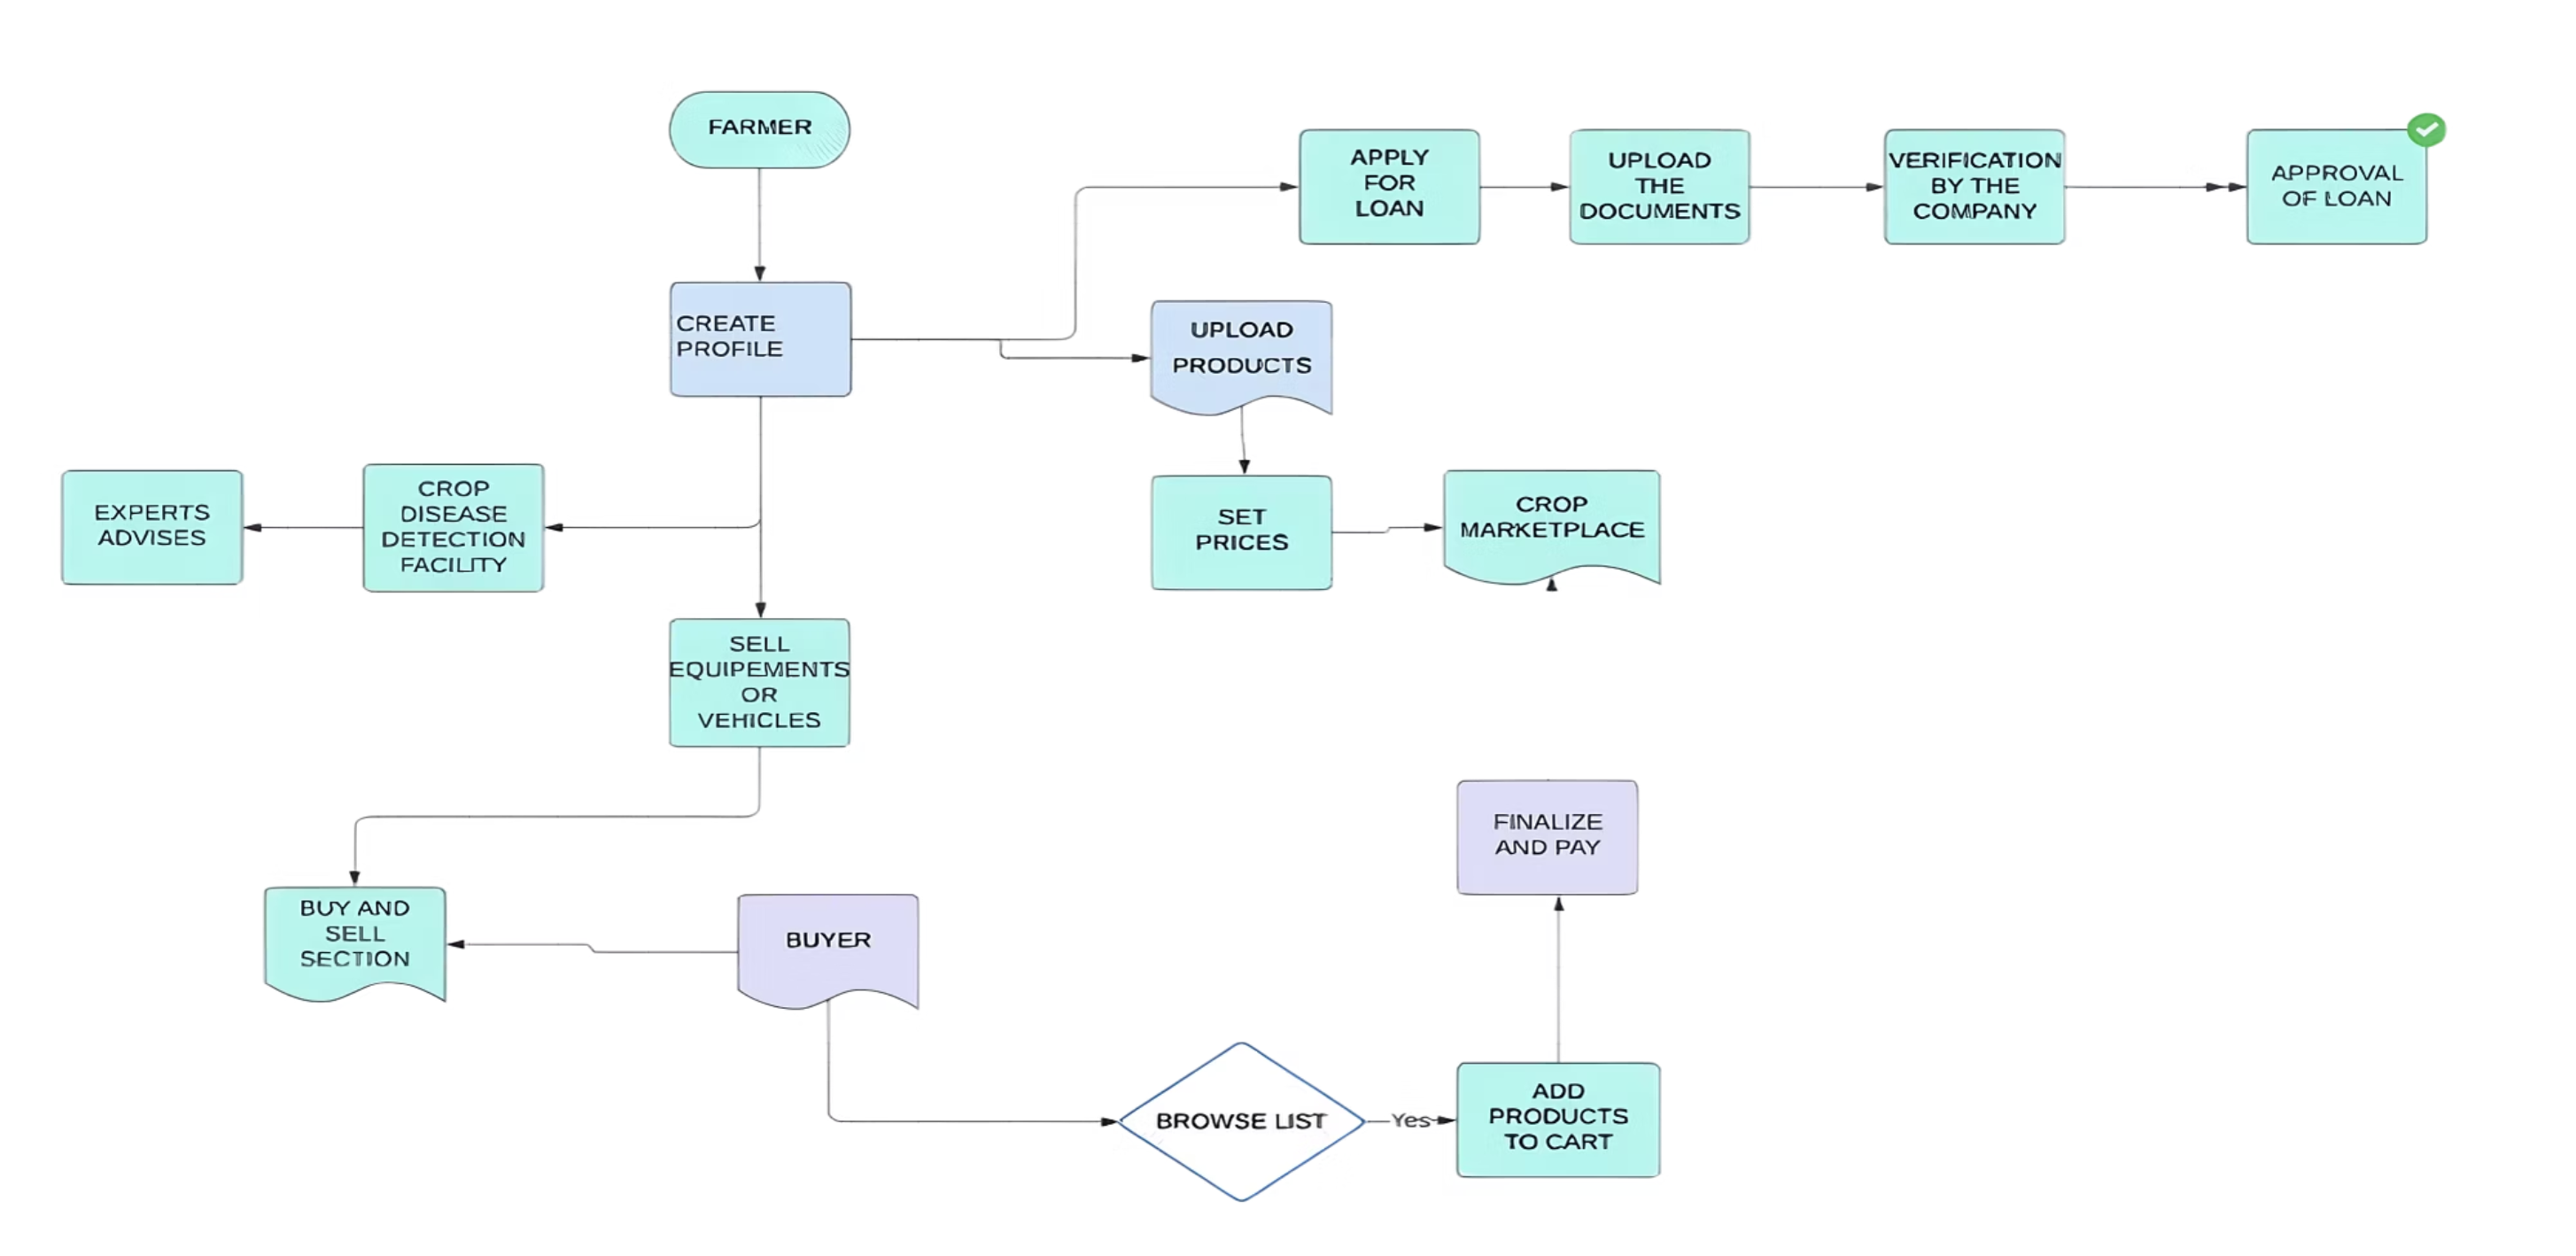 FARMER
APPLY
FOR
LOAN
UPLOAD
THE
DOCUMENTS
VERIFICATION
BY THE
COMPANY
APPROVAL
OF LOAN
CREATE
PROFILE
UPLOAD
PRODUCTS
EXPERTS
ADVISES
CROP
DISEASE
DETECTION
FACILITY
SET
PRICES
CROP
MARKETPLACE
SELL
EQUIPEMENTS
OR
VEHICLES
FINALIZE
AND PAY
BUY AND
SELL
SECTION
BUYER
BROWSE LIST
Yes
ADD
PRODUCTS
TO CART